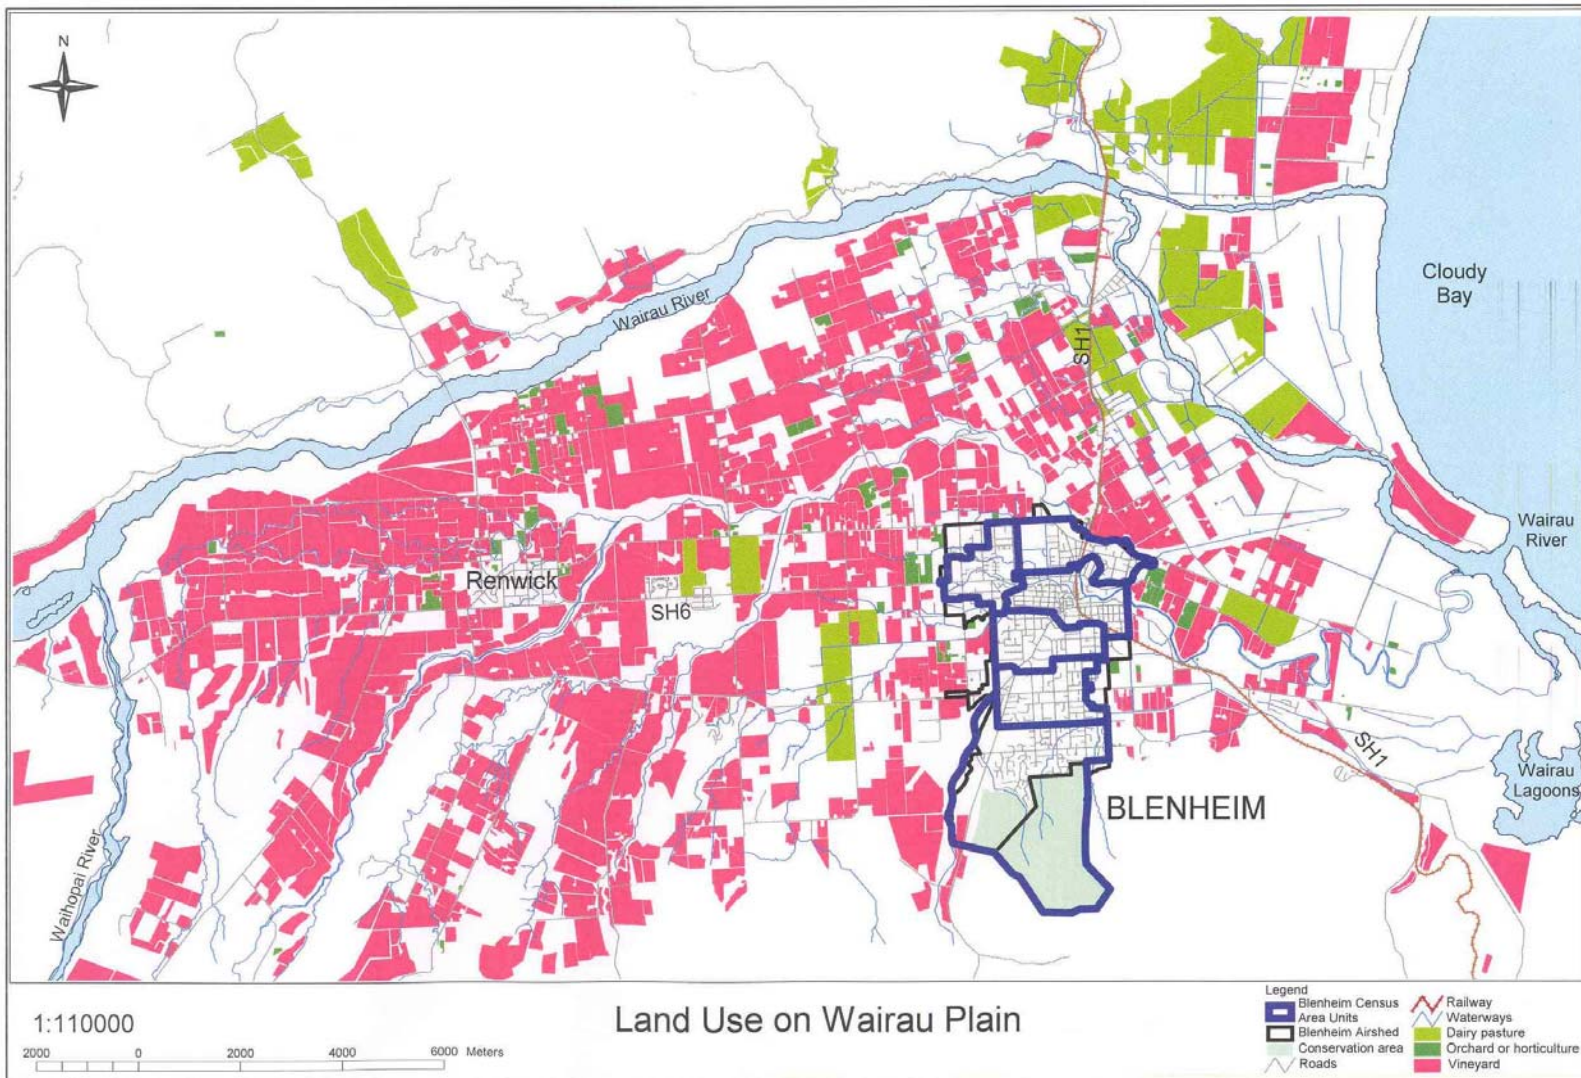 N
Cloudy
Bay
Wairau River
SH1
Wairau
River
Renwick
SH6
SH1
Wairau
Lagoons
BLENHEIM
Waihopai River
1:110000
Land Use on Wairau Plain
2000 0 2000 4000 6000 Meters
Legend
Blenheim Census
Area Units
Blenheim Airshed
Conservation area
Roads
Railway
Waterways
Dairy pasture
Orchard or horticulture
Vineyard